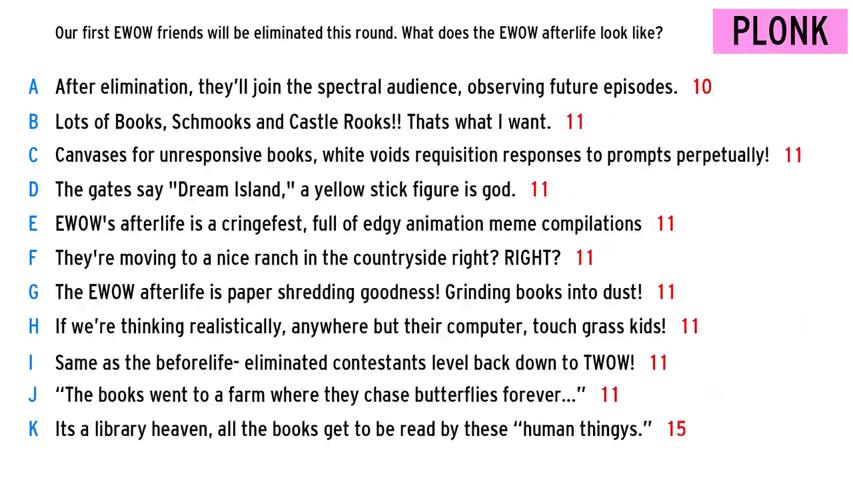 Our first EWOW friends will be eliminated this round. What does the EWOW afterlife look like?
PLONK
A After elimination, they'll join the spectral audience, observing future episodes. 10
B Lots of Books, Schmooks and Castle Rooks!! Thats what I want. 11
C Canvases for unresponsive books, white voids requisition responses to prompts perpetually! 11
D The gates say "Dream Island," a yellow stick figure is god. 11
E EWOW's afterlife is a cringefest, full of edgy animation meme compilations 11
F They're moving to a nice ranch in the countryside right? RIGHT? 11
G The EWOW afterlife is paper shredding goodness! Grinding books into dust! 11
H If we're thinking realistically, anywhere but their computer, touch grass kids! 11
I Same as the beforelife- eliminated contestants level back down to TWOW! 11
J “The books went to a farm where they chase butterflies forever...” 11
K Its a library heaven, all the books get to be read by these “human thingys.” 15